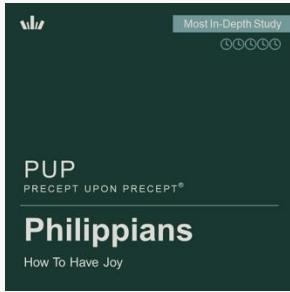 Most In-Depth Study
PUP
PRECEPT UPON PRECEPT®
Philippians
How To Have Joy